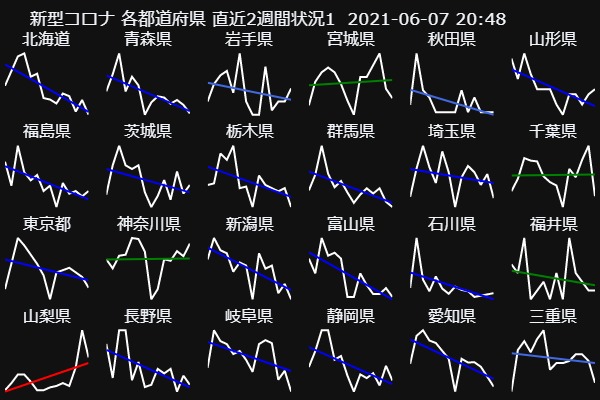 新型コロナ 各都道府県 直近2週間状況1 2021-06-07 20:48
北海道 青森県 岩手県 宮城県 秋田県 山形県
福島県 茨城県 栃木県 群馬県 埼玉県 千葉県
東京都 神奈川県 新潟県 富山県 石川県 福井県
山梨県 長野県 岐阜県 静岡県 愛知県 三重県